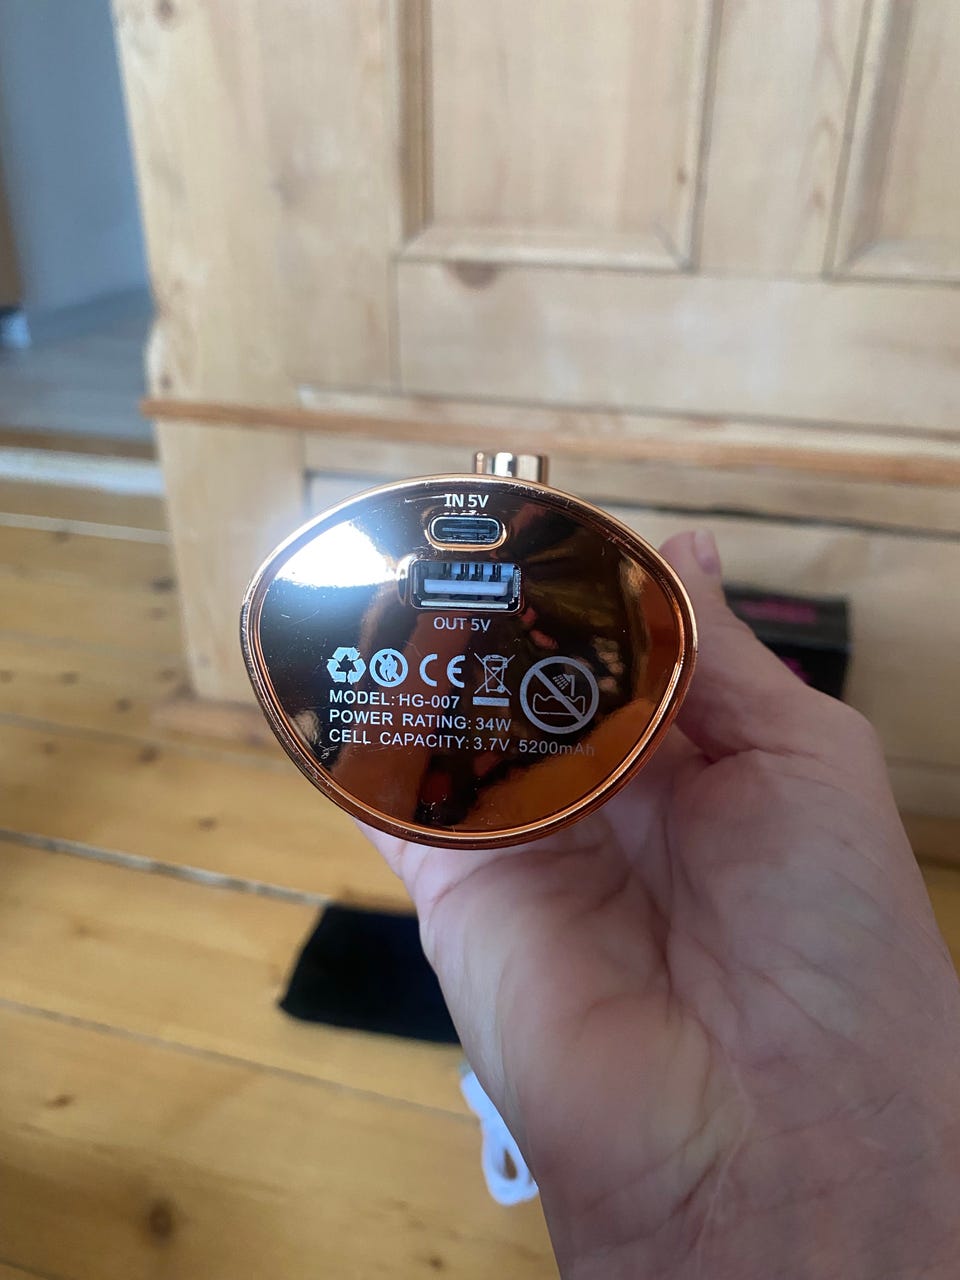 IN 5V
OUT 5V
CE
MODEL: HG-007
POWER RATING: 34W
CELL CAPACITY: 3.7V 5200mAh